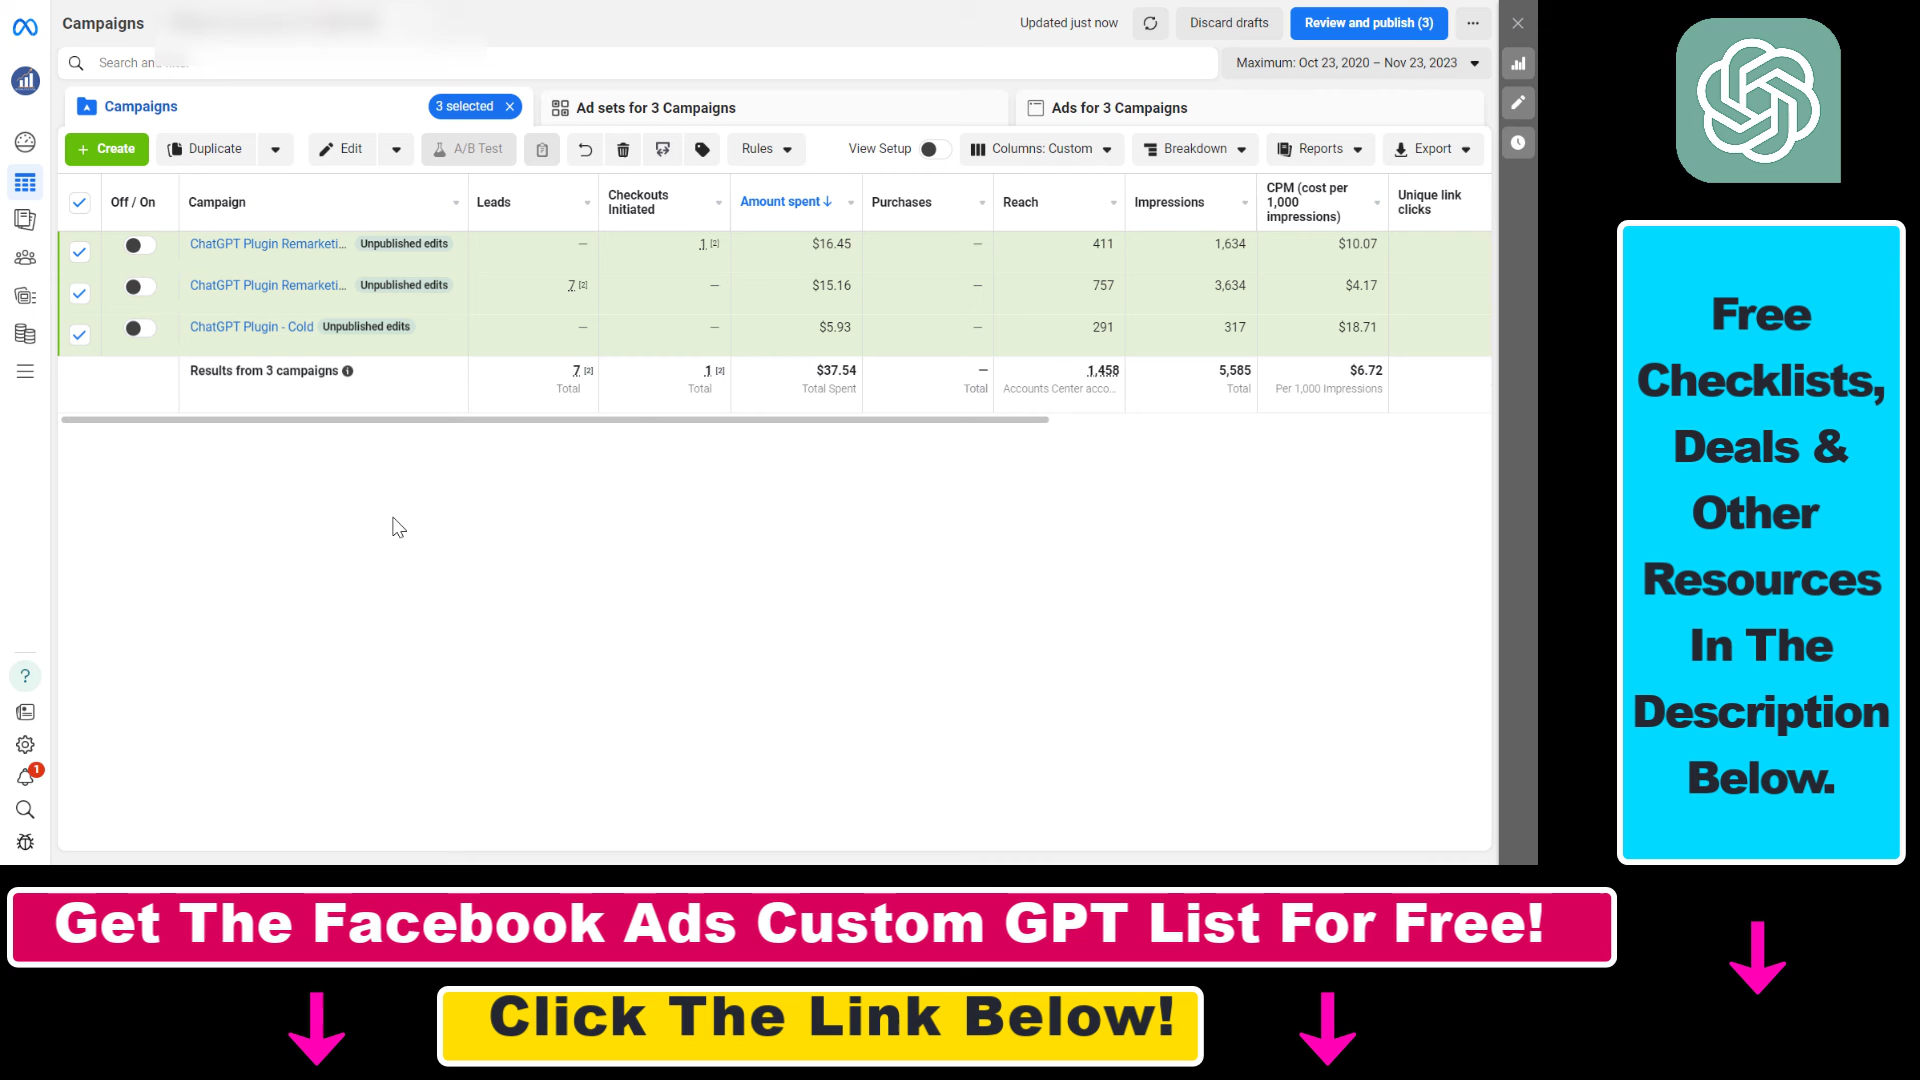 Campaigns
Updated just now
Discard drafts
Review and publish (3)
Search and
Maximum: Oct 23, 2020 – Nov 23, 2023
Campaigns
3 selected
Ad sets for 3 Campaigns
Ads for 3 Campaigns
+ Create
Duplicate
Edit
A/B Test
Rules
View Setup
Columns: Custom
Breakdown
Reports
Export
Off / On
Campaign
Leads
Checkouts Initiated
Amount spent↓
Purchases
Reach
Impressions
CPM (cost per 1,000 impressions)
Unique link clicks
ChatGPT Plugin Remarketi... Unpublished edits — 1 [2] $16.45 — 411 1,634 $10.07
ChatGPT Plugin Remarketi... Unpublished edits 7 [2] — $15.16 — 757 3,634 $4.17
ChatGPT Plugin - Cold Unpublished edits — — $5.93 — 291 317 $18.71
Results from 3 campaigns 7 [2] 1 [2] $37.54 — 1,458 5,585 $6.72
Total Total Total Spent Total Accounts Center acco... Total Per 1,000 Impressions
?
1
Free
Checklists,
Deals &
Other
Resources
In The
Description
Below.
Get The Facebook Ads Custom GPT List For Free!
Click The Link Below!